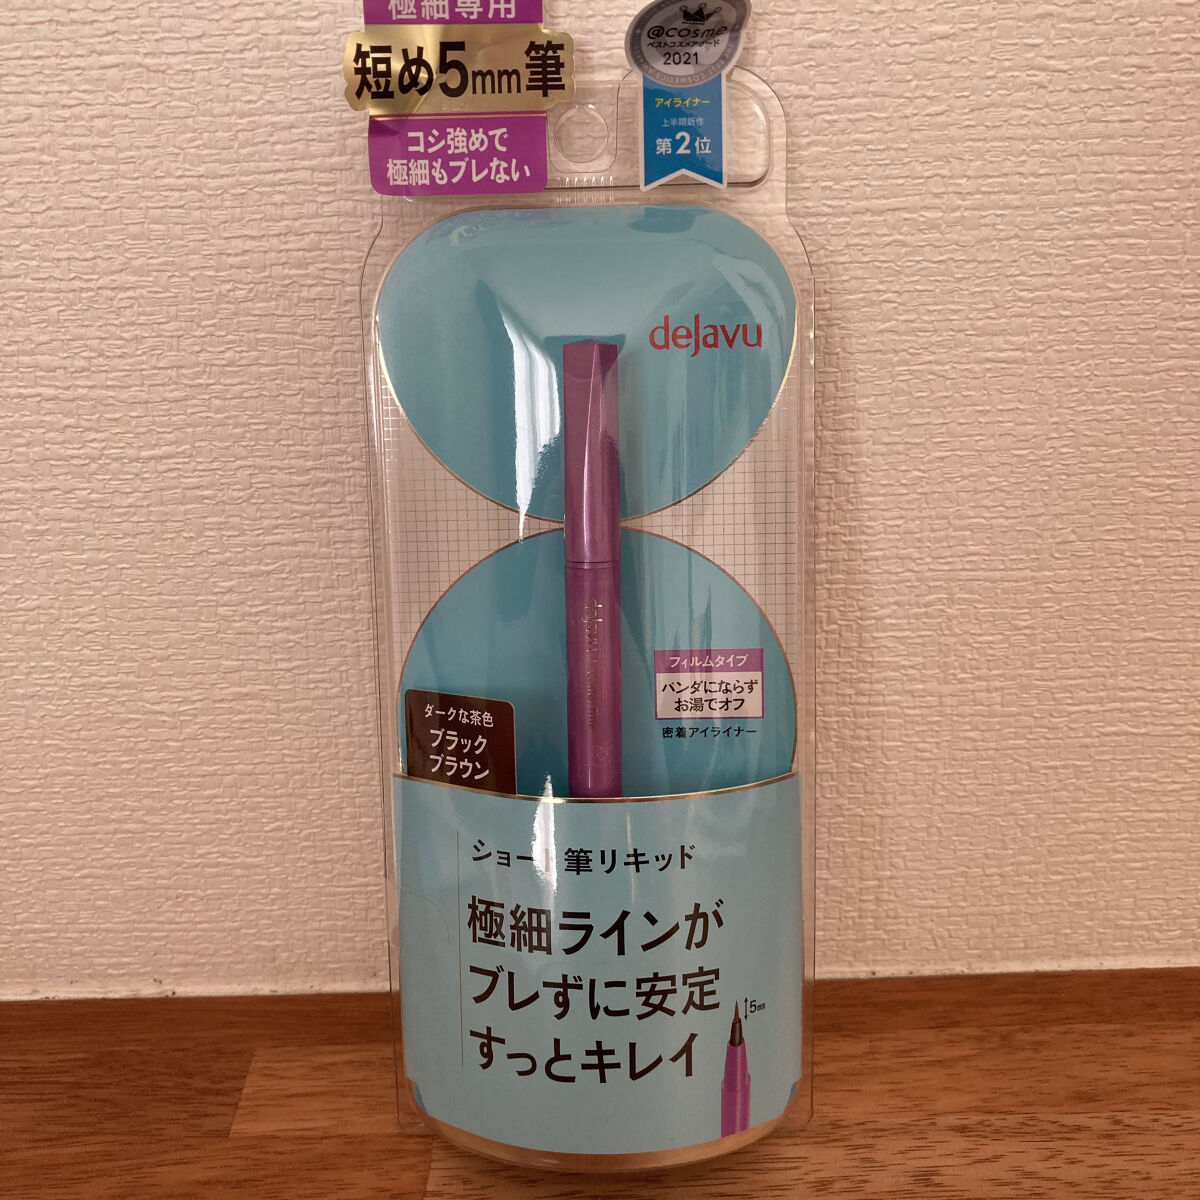 極細専用
短め5mm筆
コシ強めで
極細もブレない
@cosme
ベストコスメアワード
2021
アイライナー
上半期新作
第2位
dejavu
dejavu
フィルムタイプ
パンダにならず
お湯でオフ
密着アイライナー
ダークな茶色
ブラック
ブラウン
ショート筆リキッド
極細ラインが
ブレずに安定
すっとキレイ
5mm